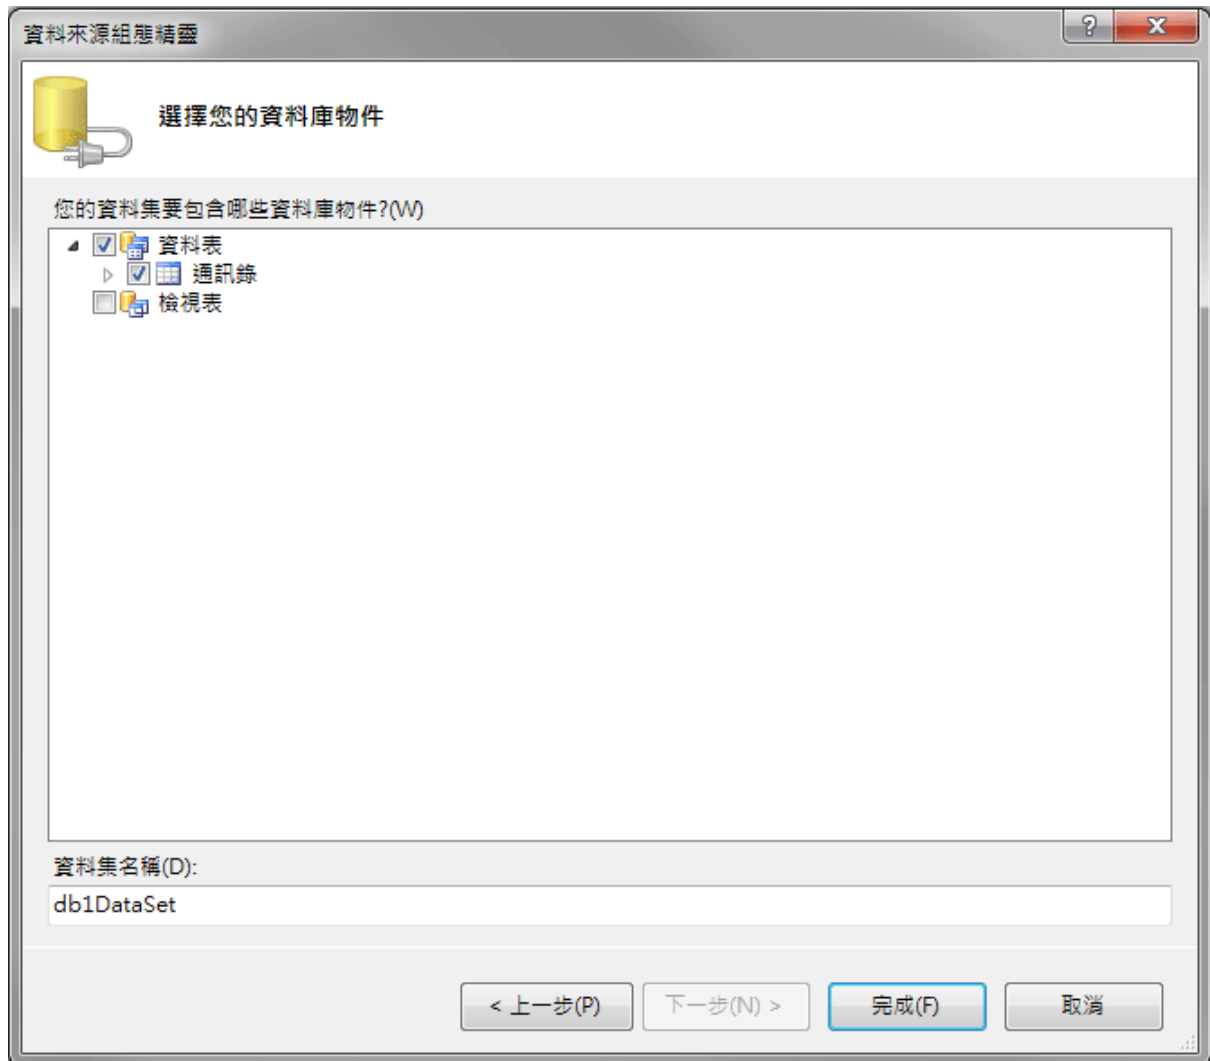 資料來源組態精靈
選擇您的資料庫物件
您的資料集要包含哪些資料庫物件?(W)
資料表
通訊錄
檢視表
資料集名稱(D):
db1DataSet
< 上一步(P) 下一步(N) > 完成(F) 取消